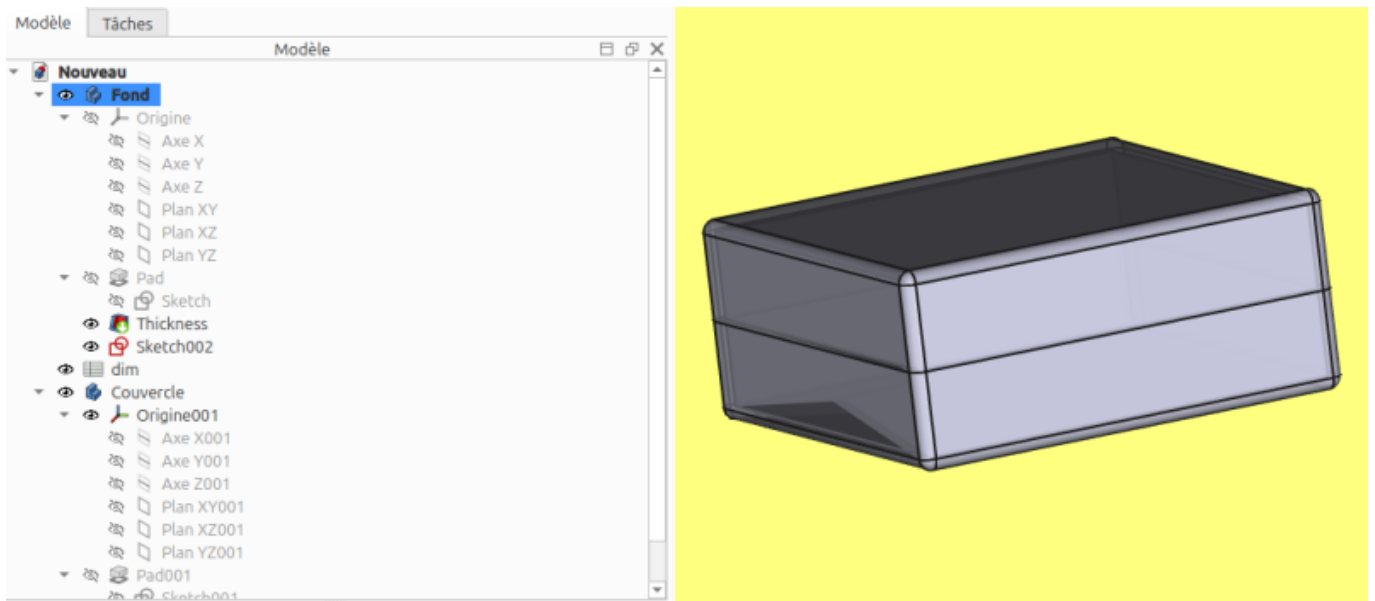 Modèle Tâches
Modèle
Nouveau
Fond
Origine
Axe X
Axe Y
Axe Z
Plan XY
Plan XZ
Plan YZ
Pad
Sketch
Thickness
Sketch002
dim
Couvercle
Origine001
Axe X001
Axe Y001
Axe Z001
Plan XY001
Plan XZ001
Plan YZ001
Pad001
Sketch001